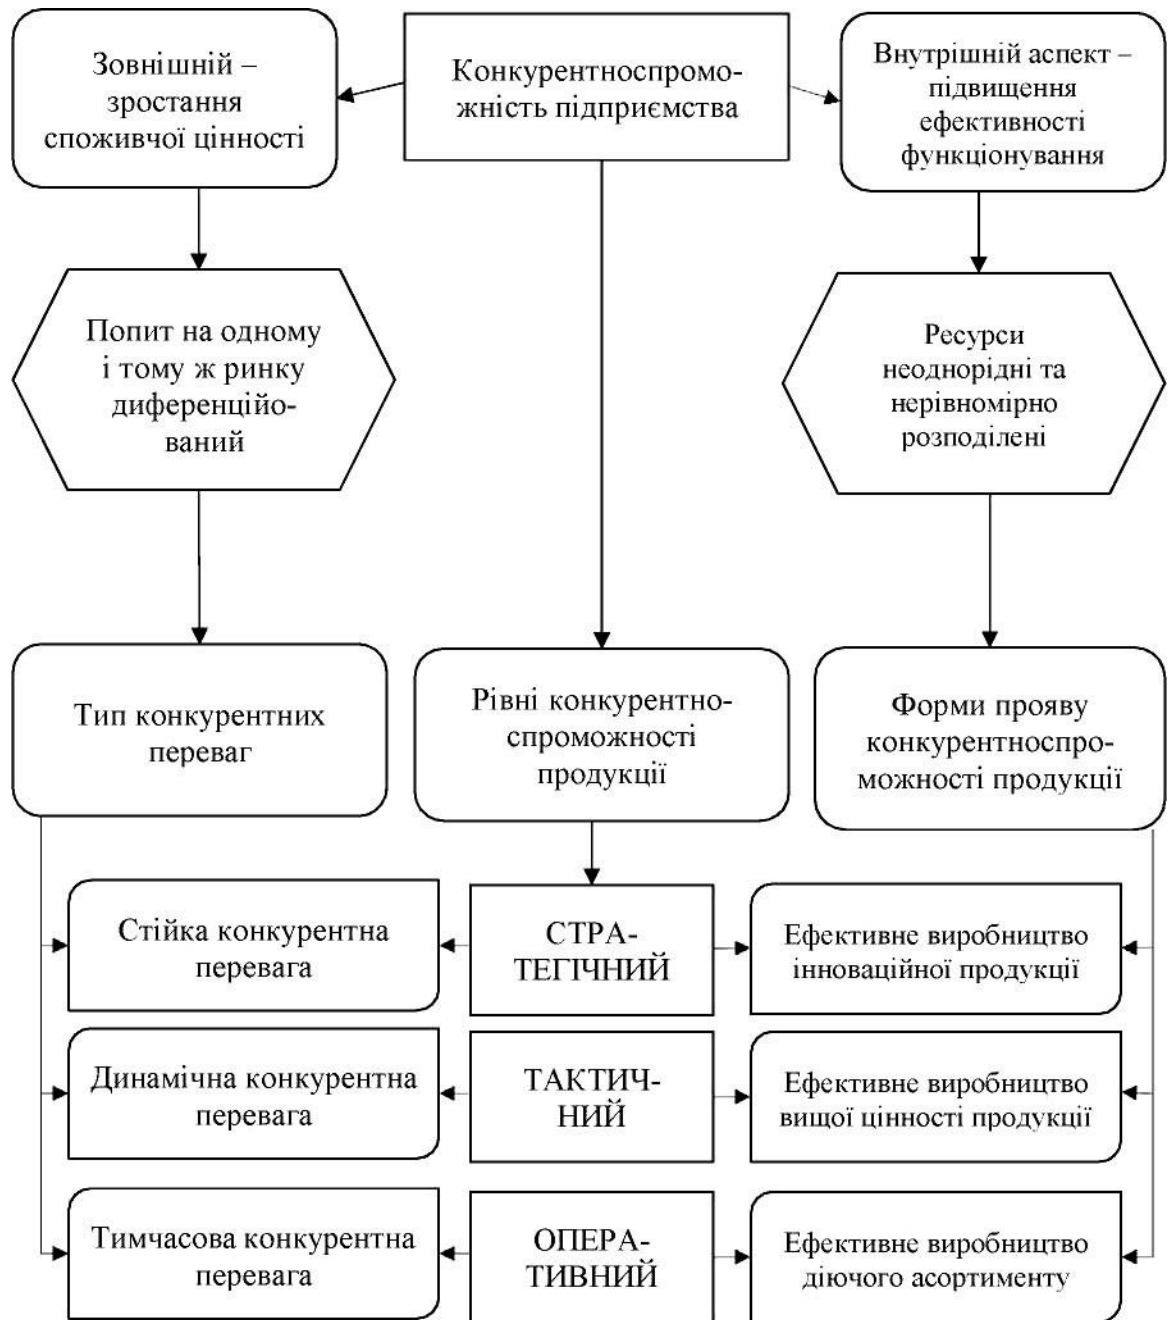 Зовнішній –
зростання
споживчої цінності
Конкурентноспромо-
жність підприємства
Внутрішній аспект –
підвищення
ефективності
функціонування
Попит на одному
і тому ж ринку
диференційо-
ваний
Ресурси
неоднорідні та
нерівномірно
розподілені
Тип конкурентних
переваг
Рівні конкурентно-
спроможності
продукції
Форми прояву
конкурентноспро-
можності продукції
Стійка конкурентна
перевага
СТРА-
ТЕГІЧНИЙ
Ефективне виробництво
інноваційної продукції
Динамічна конкурентна
перевага
ТАКТИЧ-
НИЙ
Ефективне виробництво
вищої цінності продукції
Тимчасова конкурентна
перевага
ОПЕРА-
ТИВНИЙ
Ефективне виробництво
діючого асортименту